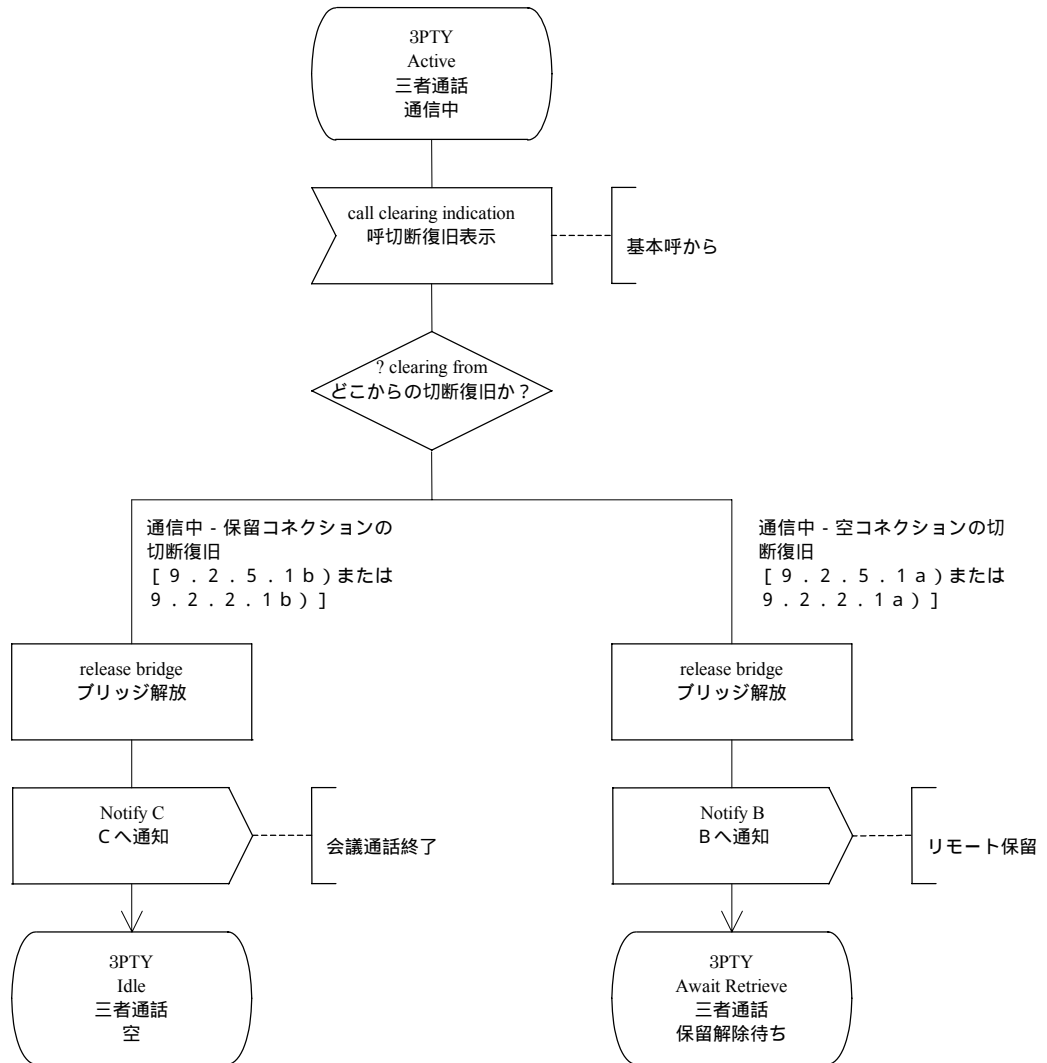 3PTY
Active
三者通話
通信中
call clearing indication
呼切断復旧表示
基本呼から
? clearing from
どこからの切断復旧か？
通信中 - 保留コネクションの
切断復旧
［９．２．５．１ｂ）または
９．２．２．１ｂ）］
通信中 - 空コネクションの切
断復旧
［９．２．５．１ａ）または
９．２．２．１ａ）］
release bridge
ブリッジ解放
release bridge
ブリッジ解放
Notify C
Ｃへ通知
会議通話終了
Notify B
Ｂへ通知
リモート保留
3PTY
Idle
三者通話
空
3PTY
Await Retrieve
三者通話
保留解除待ち